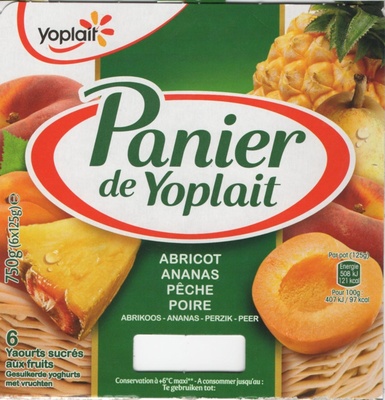 yoplait
Panier
de Yoplait
ABRICOT
ANANAS
PÊCHE
POIRE
ABRIKOOS - ANANAS - PERZIK - PEER
750g (6x125g) e
Par pot (125g)
Energie
508 kJ
121 kcal
Pour 100g
407 kJ / 97 kcal
6
Yaourts sucrés
aux fruits
Gesuikerde yoghurts
met vruchten
Conservation à +6°C maxi** - A consommer jusqu'au :
Te gebruiken tot: